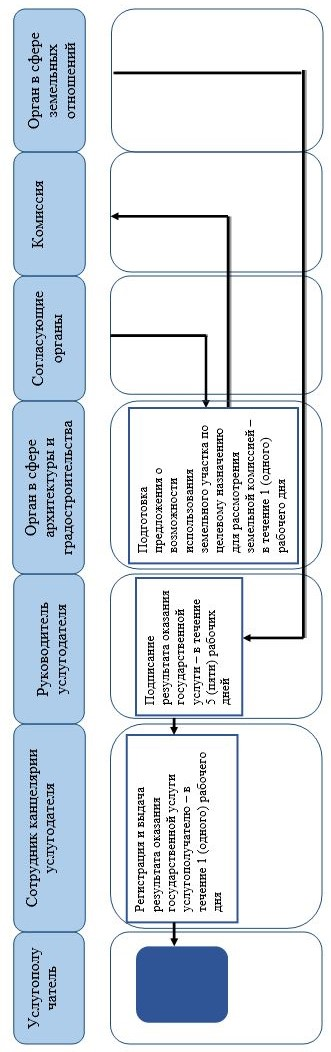 Услугополу
чатель
Сотрудник канцелярии
услугодателя
Руководитель
услугодателя
Орган в сфере
архитектуры и
градостроительства
Согласующие
органы
Комиссия
Орган в сфере
земельных
отношений
Регистрация и выдача
результата оказания
государственной услуги
услугополучателю – в
течение 1 (одного) рабочего
дня
Подписание
результата оказания
государственной
услуги – в течение
5 (пяти) рабочих
дней
Подготовка
предложения о
возможности
использования
земельного участка по
целевому назначению
для рассмотрения
земельной комиссией –
в течение 1 (одного)
рабочего дня